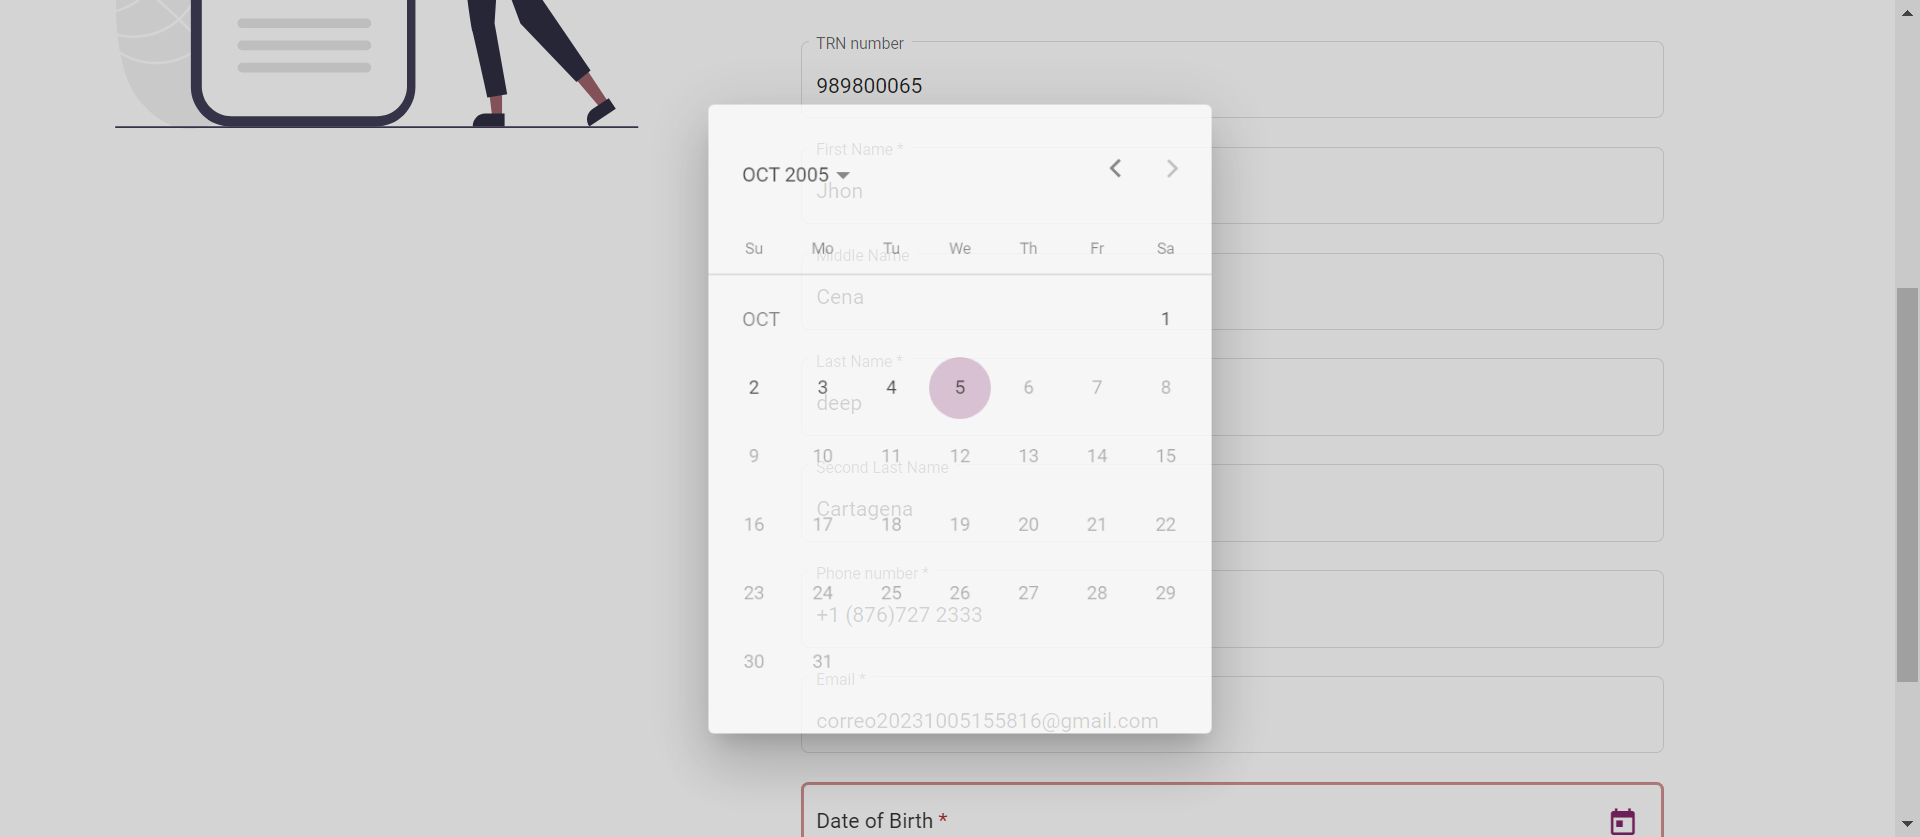 TRN number
989800065
First Name *
OCT 2005
Jhon
Su Mo Tu We Th Fr Sa
Middle Name
Cena
OCT 1
Last Name *
2 3 4 5 6 7 8
deep
9 10 11 12 13 14 15
Second Last Name
Cartagena
16 17 18 19 20 21 22
Phone number *
23 24 25 26 27 28 29
+1 (876)727 2333
30 31
Email *
correo20231005155816@gmail.com
Date of Birth *